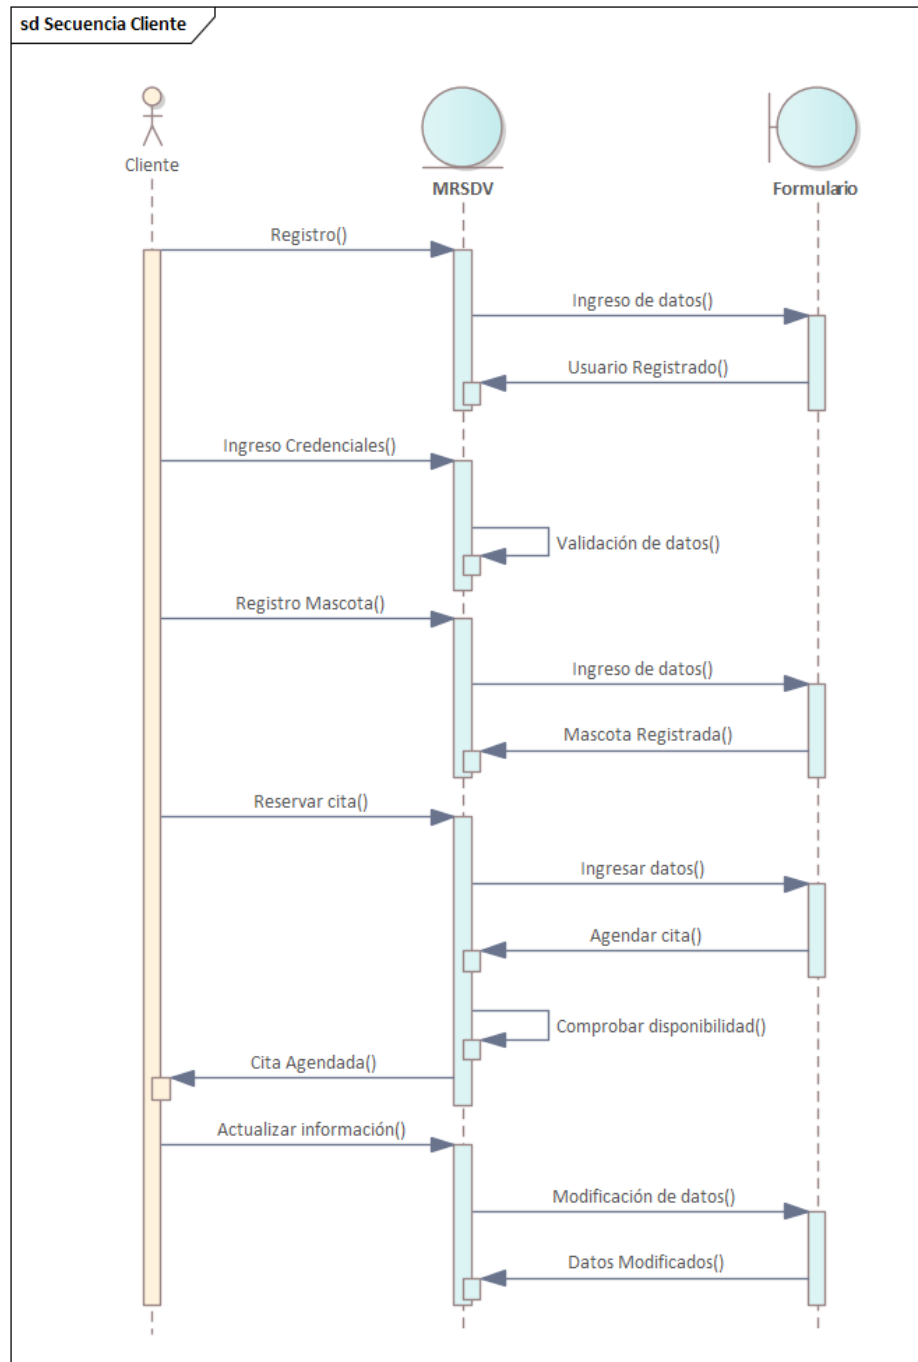 sd Secuencia Cliente
Cliente
MRSDV
Formulario
Registro()
Ingreso de datos()
Usuario Registrado()
Ingreso Credenciales()
Validación de datos()
Registro Mascota()
Ingreso de datos()
Mascota Registrada()
Reservar cita()
Ingresar datos()
Agendar cita()
Comprobar disponibilidad()
Cita Agendada()
Actualizar información()
Modificación de datos()
Datos Modificados()